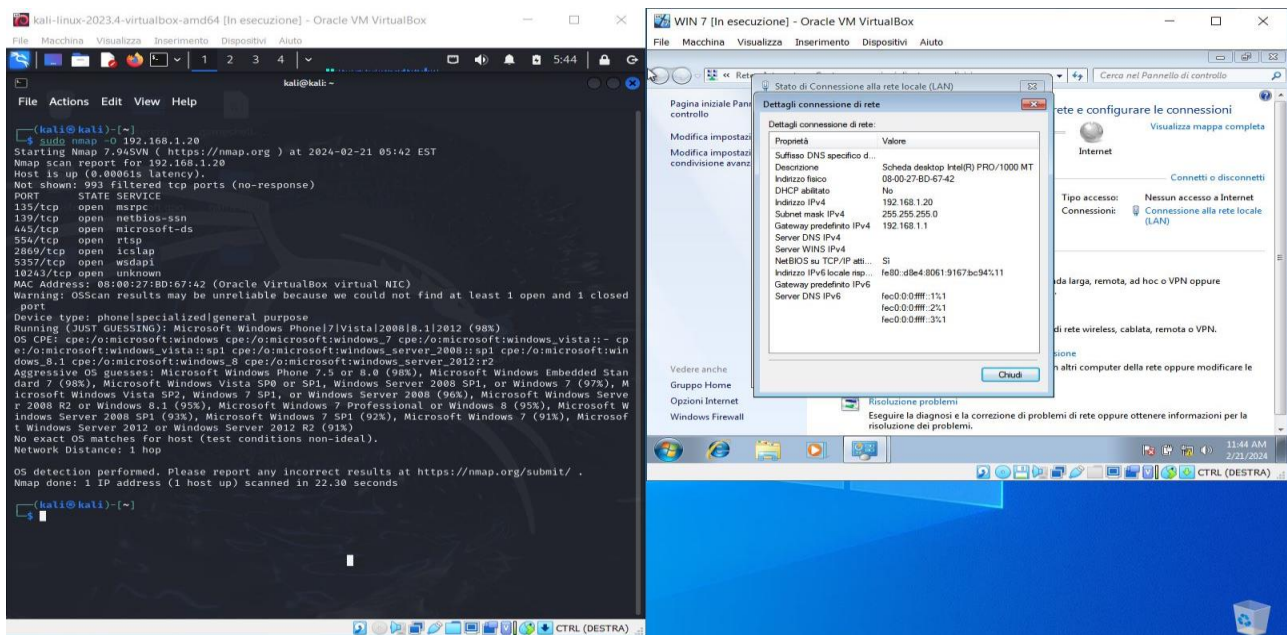 kali-linux-2023.4-virtualbox-amd64 [In esecuzione] - Oracle VM VirtualBox
File Macchina Visualizza Inserimento Dispositivi Aiuto
1 2 3 4
5:44
kali@kali: ~
File Actions Edit View Help
(kali㉿kali)-[~]
$ sudo nmap -O 192.168.1.20
Starting Nmap 7.94SVN ( https://nmap.org ) at 2024-02-21 05:42 EST
Nmap scan report for 192.168.1.20
Host is up (0.00061s latency).
Not shown: 993 filtered tcp ports (no-response)
PORT STATE SERVICE
135/tcp open msrpc
139/tcp open netbios-ssn
445/tcp open microsoft-ds
554/tcp open rtsp
2869/tcp open icslap
5357/tcp open wsdapi
10243/tcp open unknown
MAC Address: 08:00:27:BD:67:42 (Oracle VirtualBox virtual NIC)
Warning: OSScan results may be unreliable because we could not find at least 1 open and 1 closed
port
Device type: phone|specialized|general purpose
Running (JUST GUESSING): Microsoft Windows Phone|7|Vista|2008|8.1|2012 (98%)
OS CPE: cpe:/o:microsoft:windows cpe:/o:microsoft:windows_7 cpe:/o:microsoft:windows_vista::- cp
e:/o:microsoft:windows_vista::sp1 cpe:/o:microsoft:windows_server_2008::sp1 cpe:/o:microsoft:win
dows_8.1 cpe:/o:microsoft:windows_8 cpe:/o:microsoft:windows_server_2012:r2
Aggressive OS guesses: Microsoft Windows Phone 7.5 or 8.0 (98%), Microsoft Windows Embedded Stan
dard 7 (98%), Microsoft Windows Vista SP0 or SP1, Windows Server 2008 SP1, or Windows 7 (97%), M
icrosoft Windows Vista SP2, Windows 7 SP1, or Windows Server 2008 (96%), Microsoft Windows Serve
r 2008 R2 or Windows 8.1 (95%), Microsoft Windows 7 Professional or Windows 8 (95%), Microsoft W
indows Server 2008 SP1 (93%), Microsoft Windows 7 SP1 (92%), Microsoft Windows 7 (91%), Microsof
t Windows Server 2012 or Windows Server 2012 R2 (91%)
No exact OS matches for host (test conditions non-ideal).
Network Distance: 1 hop
OS detection performed. Please report any incorrect results at https://nmap.org/submit/ .
Nmap done: 1 IP address (1 host up) scanned in 22.30 seconds
(kali㉿kali)-[~]
$
CTRL (DESTRA)
WIN 7 [In esecuzione] - Oracle VM VirtualBox
File Macchina Visualizza Inserimento Dispositivi Aiuto
« Rete
Cerca nel Pannello di controllo
Stato di Connessione alla rete locale (LAN)
Pagina iniziale Pann
controllo
Modifica impostazi
Modifica impostazi
condivisione avanz
Dettagli connessione di rete
Dettagli connessione di rete:
Proprietà Valore
Suffisso DNS specifico d...
Descrizione Scheda desktop Intel(R) PRO/1000 MT
Indirizzo fisico 08-00-27-BD-67-42
DHCP abilitato No
Indirizzo IPv4 192.168.1.20
Subnet mask IPv4 255.255.255.0
Gateway predefinito IPv4 192.168.1.1
Server DNS IPv4
Server WINS IPv4
NetBIOS su TCP/IP atti... Sì
Indirizzo IPv6 locale risp... fe80::d8e4:8061:9167:bc94%11
Gateway predefinito IPv6
Server DNS IPv6 fec0:0:0:ffff::1%1
fec0:0:0:ffff::2%1
fec0:0:0:ffff::3%1
Chiudi
rete e configurare le connessioni
Visualizza mappa completa
Internet
Connetti o disconnetti
Tipo accesso: Nessun accesso a Internet
Connessioni: Connessione alla rete locale
(LAN)
da larga, remota, ad hoc o VPN oppure
di rete wireless, cablata, remota o VPN.
sione
n altri computer della rete oppure modificare le
Vedere anche
Gruppo Home
Opzioni Internet
Windows Firewall
Risoluzione problemi
Eseguire la diagnosi e la correzione di problemi di rete oppure ottenere informazioni per la
risoluzione dei problemi.
11:44 AM
2/21/2024
CTRL (DESTRA)